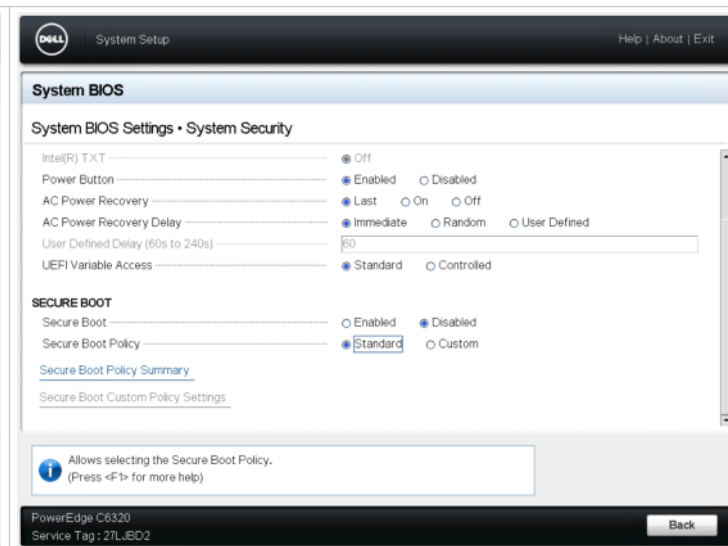 DELL System Setup Help | About | Exit
System BIOS
System BIOS Settings • System Security
Intel(R) TXT Off
Power Button Enabled Disabled
AC Power Recovery Last On Off
AC Power Recovery Delay Immediate Random User Defined
User Defined Delay (60s to 240s) 60
UEFI Variable Access Standard Controlled
SECURE BOOT
Secure Boot Enabled Disabled
Secure Boot Policy Standard Custom
Secure Boot Policy Summary
Secure Boot Custom Policy Settings
Allows selecting the Secure Boot Policy.
(Press <F1> for more help)
PowerEdge C6320
Service Tag : 27LJBD2
Back